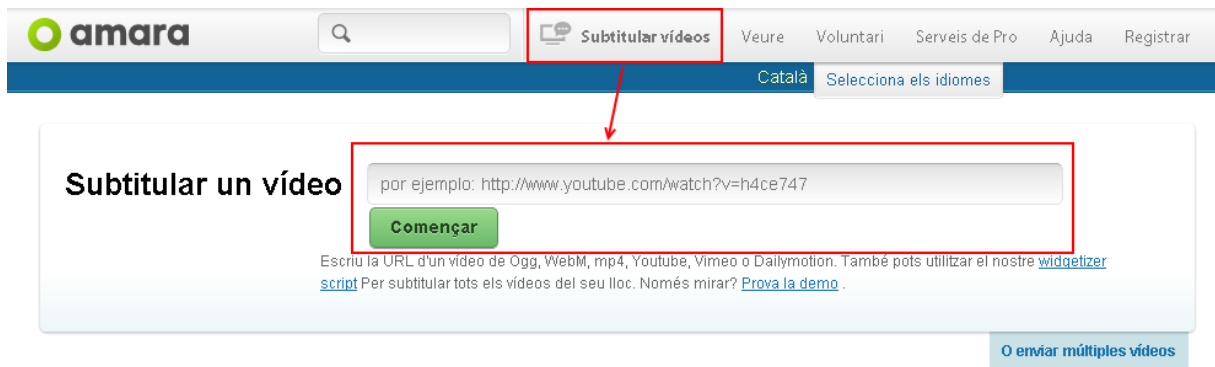 amara
Subtitular vídeos Veure Voluntari Serveis de Pro Ajuda Registrar
Català Selecciona els idiomes
Subtitular un vídeo
por ejemplo: http://www.youtube.com/watch?v=h4ce747
Començar
Escriu la URL d'un vídeo de Ogg, WebM, mp4, Youtube, Vimeo o Dailymotion. També pots utilitzar el nostre widgetizer
script Per subtitular tots els vídeos del seu lloc. Només mirar? Prova la demo .
O enviar múltiples vídeos